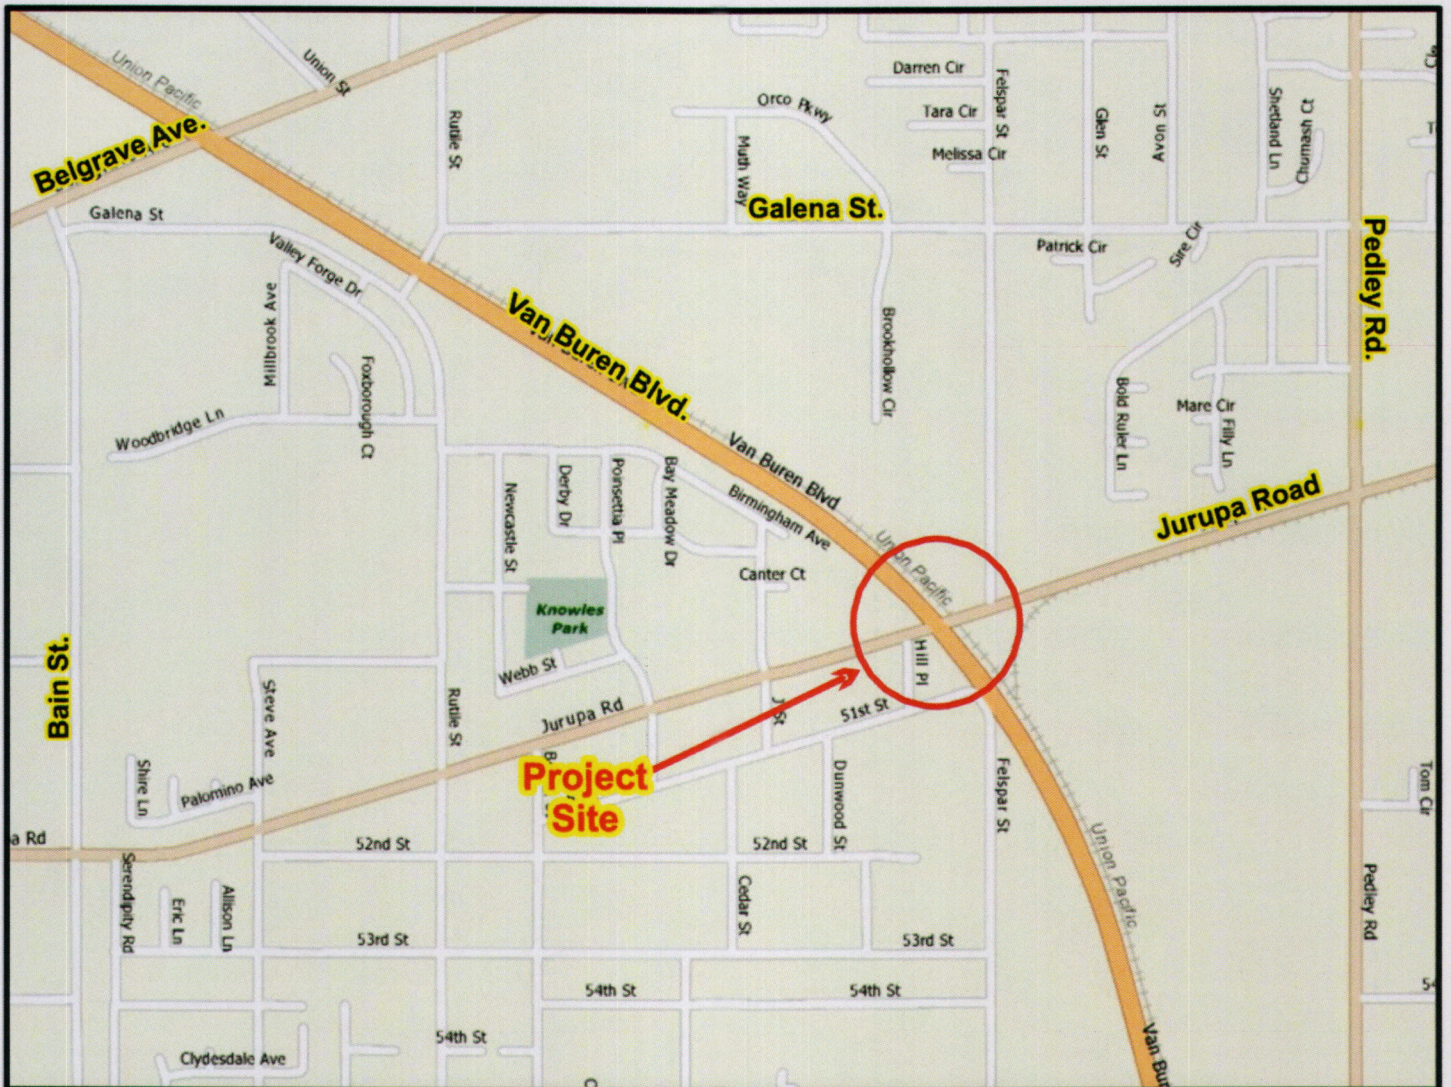 Union Pacific
Union St
Belgrave Ave.
Rutile St
Darren Cir
Felspar St
Orco Pkwy
Tara Cir
Glen St
Avon St
Shetland Ln
Chumash Ct
Muth Way
Melissa Cir
Galena St
Galena St.
Patrick Cir
Sire Cir
Pedley Rd.
Valley Forge Dr
Millbrook Ave
Van Buren Blvd.
Brookhollow Cir
Foxborough Ct
Woodbridge Ln
Bold Ruler Ln
Mare Cir
Filly Ln
Van Buren Blvd
Newcastle St
Derby Dr
Poinsettia Pl
Bay Meadow Dr
Birmingham Ave
Jurupa Road
Union Pacific
Canter Ct
Knowles
Park
Hill Pl
Bain St.
Webb St
Steve Ave
Rutile St
Jurupa Rd
51st St
Project
Site
Shire Ln
Palomino Ave
Dunwood St
Felspar St
Tom Cir
a Rd
52nd St
52nd St
Union Pacific
Serendipity Rd
Eric Ln
Allison Ln
Cedar St
Pedley Rd
53rd St
53rd St
54th St
54th St
54
54th St
Clydesdale Ave
Van Bur